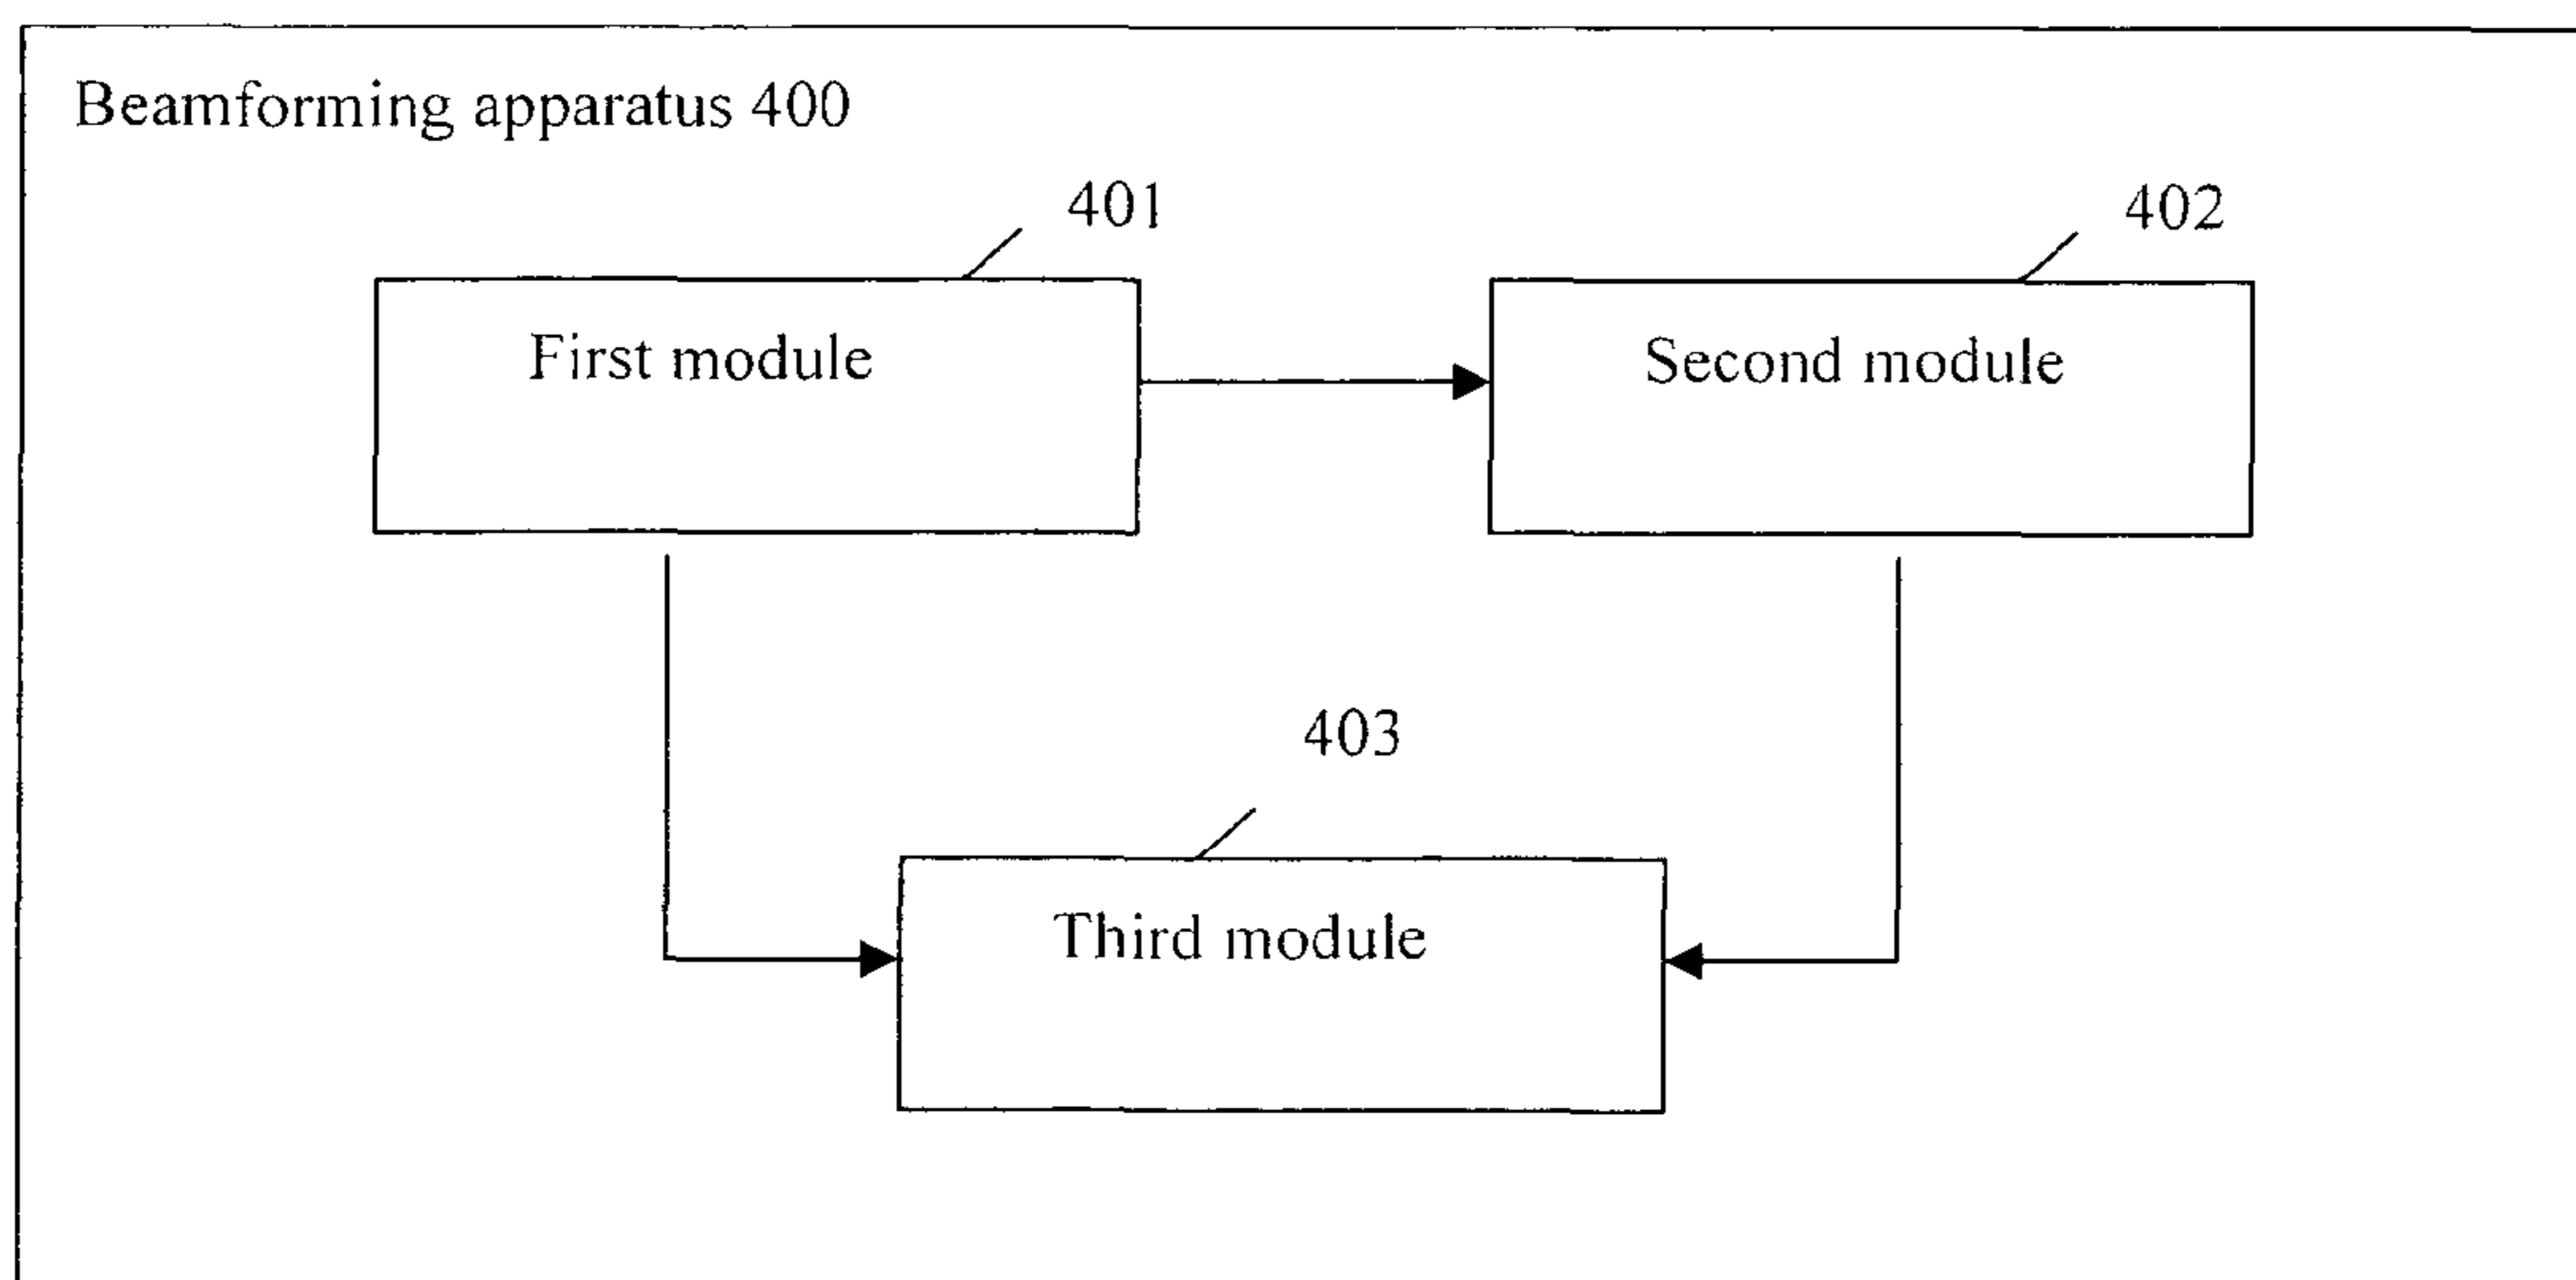 Beamforming apparatus 400
401
402
First module
Second module
403
Third module